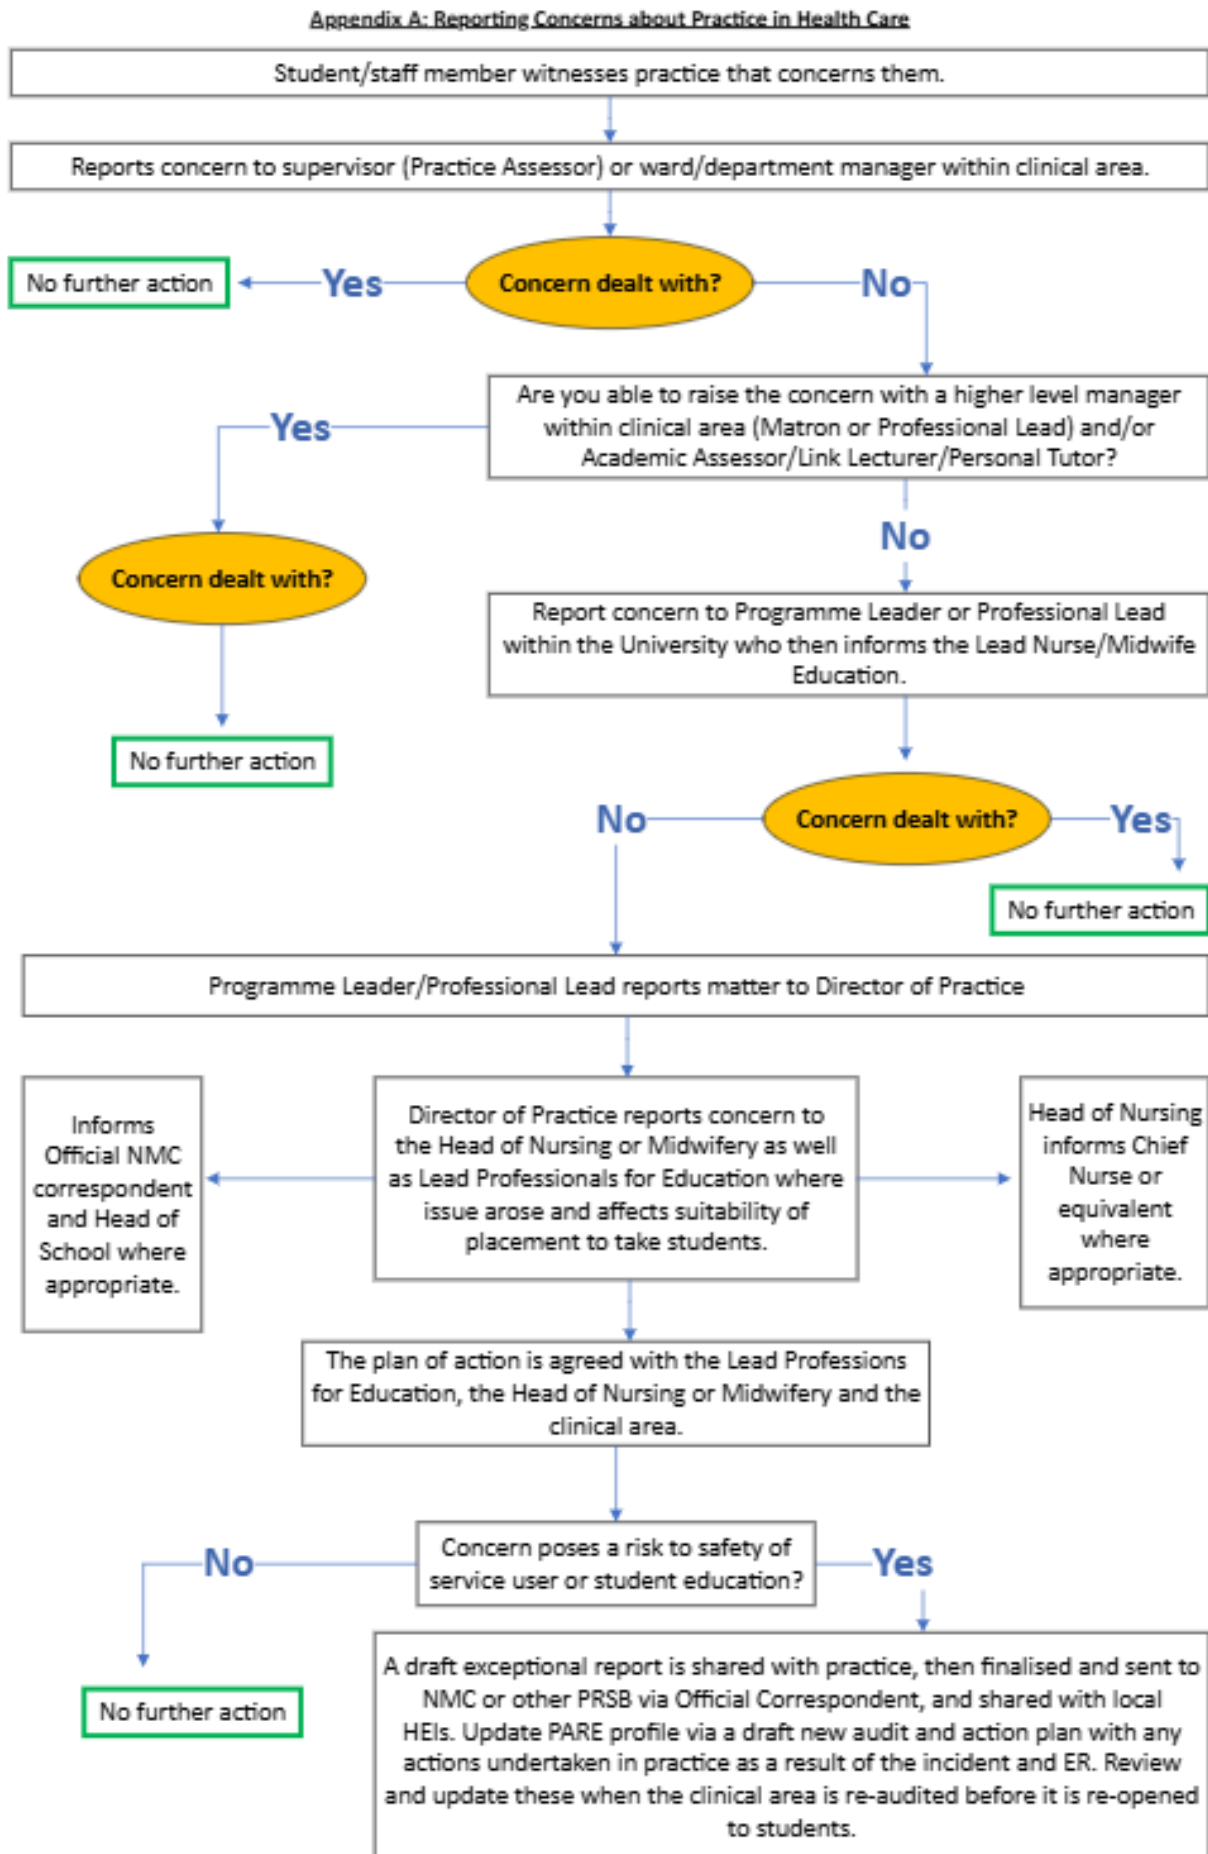 Appendix A: Reporting Concerns about Practice in Health Care
Student/staff member witnesses practice that concerns them.
Reports concern to supervisor (Practice Assessor) or ward/department manager within clinical area.
No further action
Yes
Concern dealt with?
No
Are you able to raise the concern with a higher level manager
within clinical area (Matron or Professional Lead) and/or
Academic Assessor/Link Lecturer/Personal Tutor?
Yes
No
Concern dealt with?
Report concern to Programme Leader or Professional Lead
within the University who then informs the Lead Nurse/Midwife
Education.
No further action
No
Concern dealt with?
Yes
No further action
Programme Leader/Professional Lead reports matter to Director of Practice
Informs
Official NMC
correspondent
and Head of
School where
appropriate.
Director of Practice reports concern to
the Head of Nursing or Midwifery as well
as Lead Professionals for Education where
issue arose and affects suitability of
placement to take students.
Head of Nursing
informs Chief
Nurse or
equivalent
where
appropriate.
The plan of action is agreed with the Lead Professions
for Education, the Head of Nursing or Midwifery and the
clinical area.
No
Concern poses a risk to safety of
service user or student education?
Yes
No further action
A draft exceptional report is shared with practice, then finalised and sent to
NMC or other PRSB via Official Correspondent, and shared with local
HEIs. Update PARE profile via a draft new audit and action plan with any
actions undertaken in practice as a result of the incident and ER. Review
and update these when the clinical area is re-audited before it is re-opened
to students.